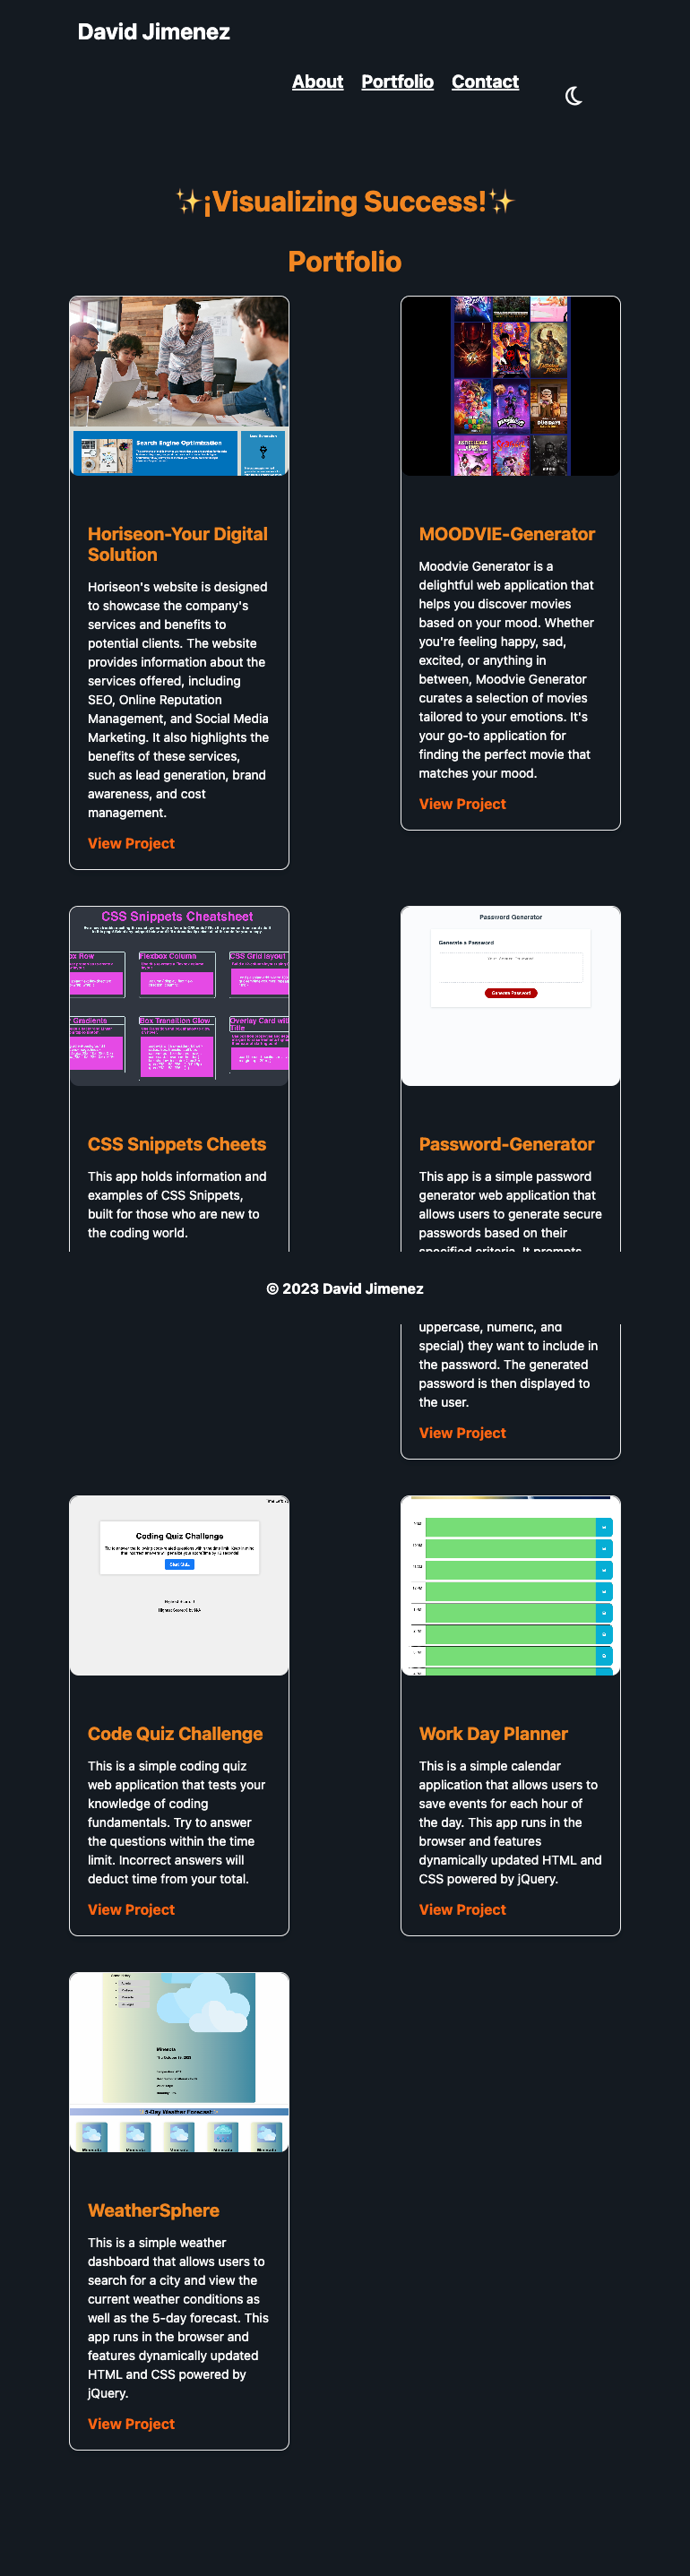 David Jimenez
About Portfolio Contact
✨¡Visualizing Success!✨
Portfolio
Search Engine Optimization
Horiseon-Your Digital
Solution
Horiseon's website is designed
to showcase the company's
services and benefits to
potential clients. The website
provides information about the
services offered, including
SEO, Online Reputation
Management, and Social Media
Marketing. It also highlights the
benefits of these services,
such as lead generation, brand
awareness, and cost
management.
View Project
MOODVIE-Generator
Moodvie Generator is a
delightful web application that
helps you discover movies
based on your mood. Whether
you're feeling happy, sad,
excited, or anything in
between, Moodvie Generator
curates a selection of movies
tailored to your emotions. It's
your go-to application for
finding the perfect movie that
matches your mood.
View Project
CSS Snippets Cheatsheet
ox Row
Flexbox Column
CSS Grid layout
Gradients
Box Transition Glow
Overlay Card with
Title
CSS Snippets Cheets
This app holds information and
examples of CSS Snippets,
built for those who are new to
the coding world.
Password Generator
Generate a Password
Generate Password
Password-Generator
This app is a simple password
generator web application that
allows users to generate secure
passwords based on their
specified criteria. It prompts
© 2023 David Jimenez
uppercase, numeric, and
special) they want to include in
the password. The generated
password is then displayed to
the user.
View Project
Coding Quiz Challenge
Start Quiz
Code Quiz Challenge
This is a simple coding quiz
web application that tests your
knowledge of coding
fundamentals. Try to answer
the questions within the time
limit. Incorrect answers will
deduct time from your total.
View Project
Work Day Planner
This is a simple calendar
application that allows users to
save events for each hour of
the day. This app runs in the
browser and features
dynamically updated HTML and
CSS powered by jQuery.
View Project
5-Day Weather Forecast:
WeatherSphere
This is a simple weather
dashboard that allows users to
search for a city and view the
current weather conditions as
well as the 5-day forecast. This
app runs in the browser and
features dynamically updated
HTML and CSS powered by
jQuery.
View Project